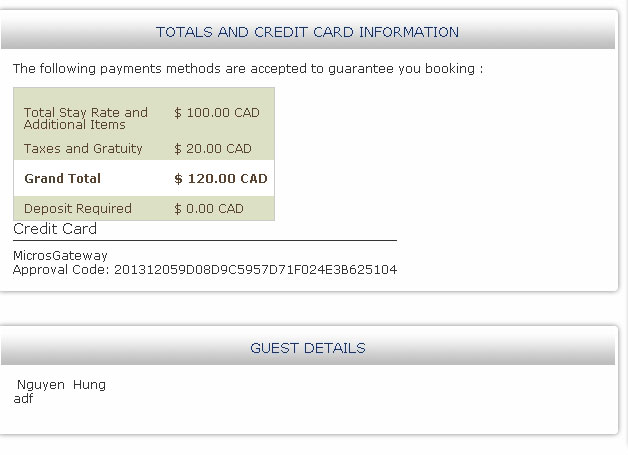 TOTALS AND CREDIT CARD INFORMATION
The following payments methods are accepted to guarantee you booking :
Total Stay Rate and $ 100.00 CAD
Additional Items
Taxes and Gratuity $ 20.00 CAD
Grand Total $ 120.00 CAD
Deposit Required $ 0.00 CAD
Credit Card
MicrosGateway
Approval Code: 201312059D08D9C5957D71F024E3B625104
GUEST DETAILS
Nguyen Hung
adf